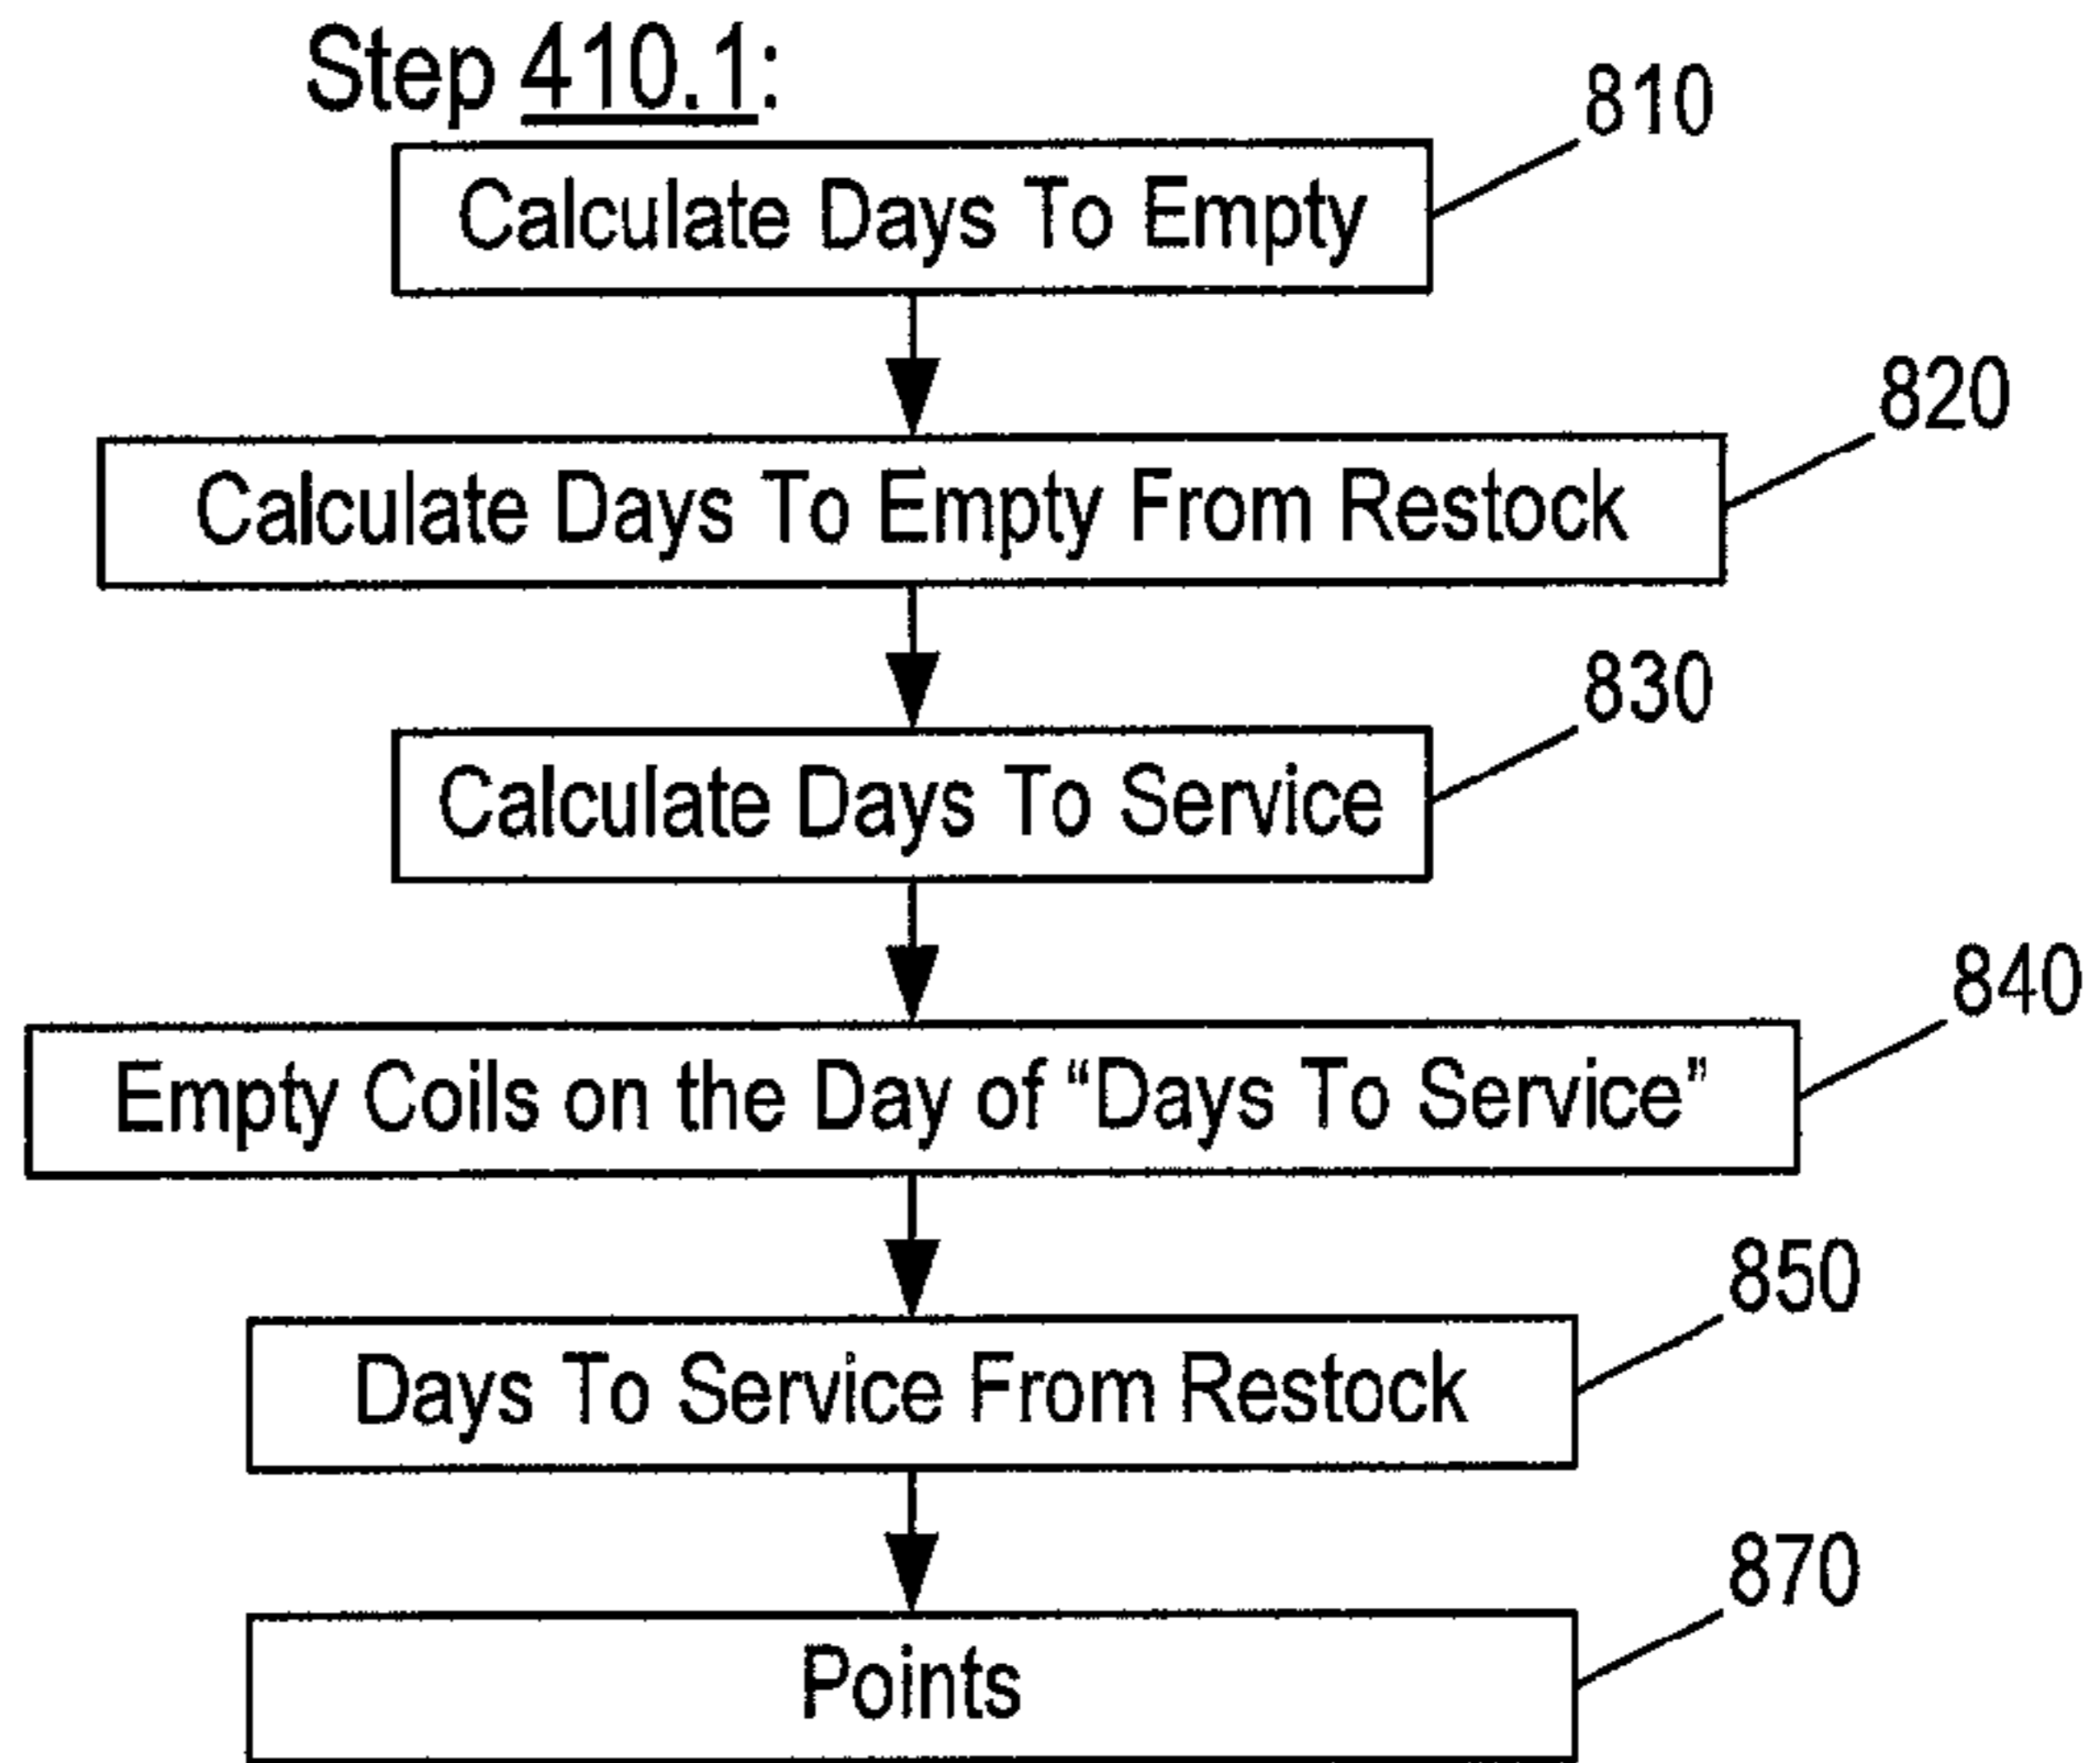 Step 410.1:
810
Calculate Days To Empty
820
Calculate Days To Empty From Restock
830
Calculate Days To Service
840
Empty Coils on the Day of “Days To Service”
850
Days To Service From Restock
870
Points